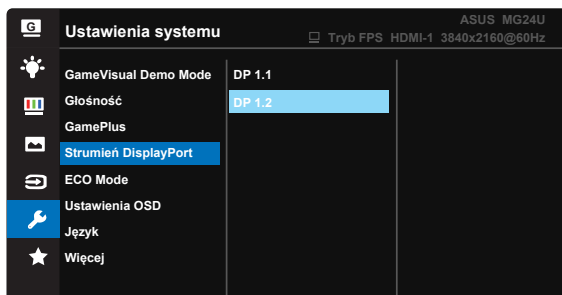 G
Ustawienia systemu
ASUS MG24U
Tryb FPS HDMI-1 3840x2160@60Hz
GameVisual Demo Mode
DP 1.1
Głośność
DP 1.2
GamePlus
Strumień DisplayPort
ECO Mode
Ustawienia OSD
Język
Więcej